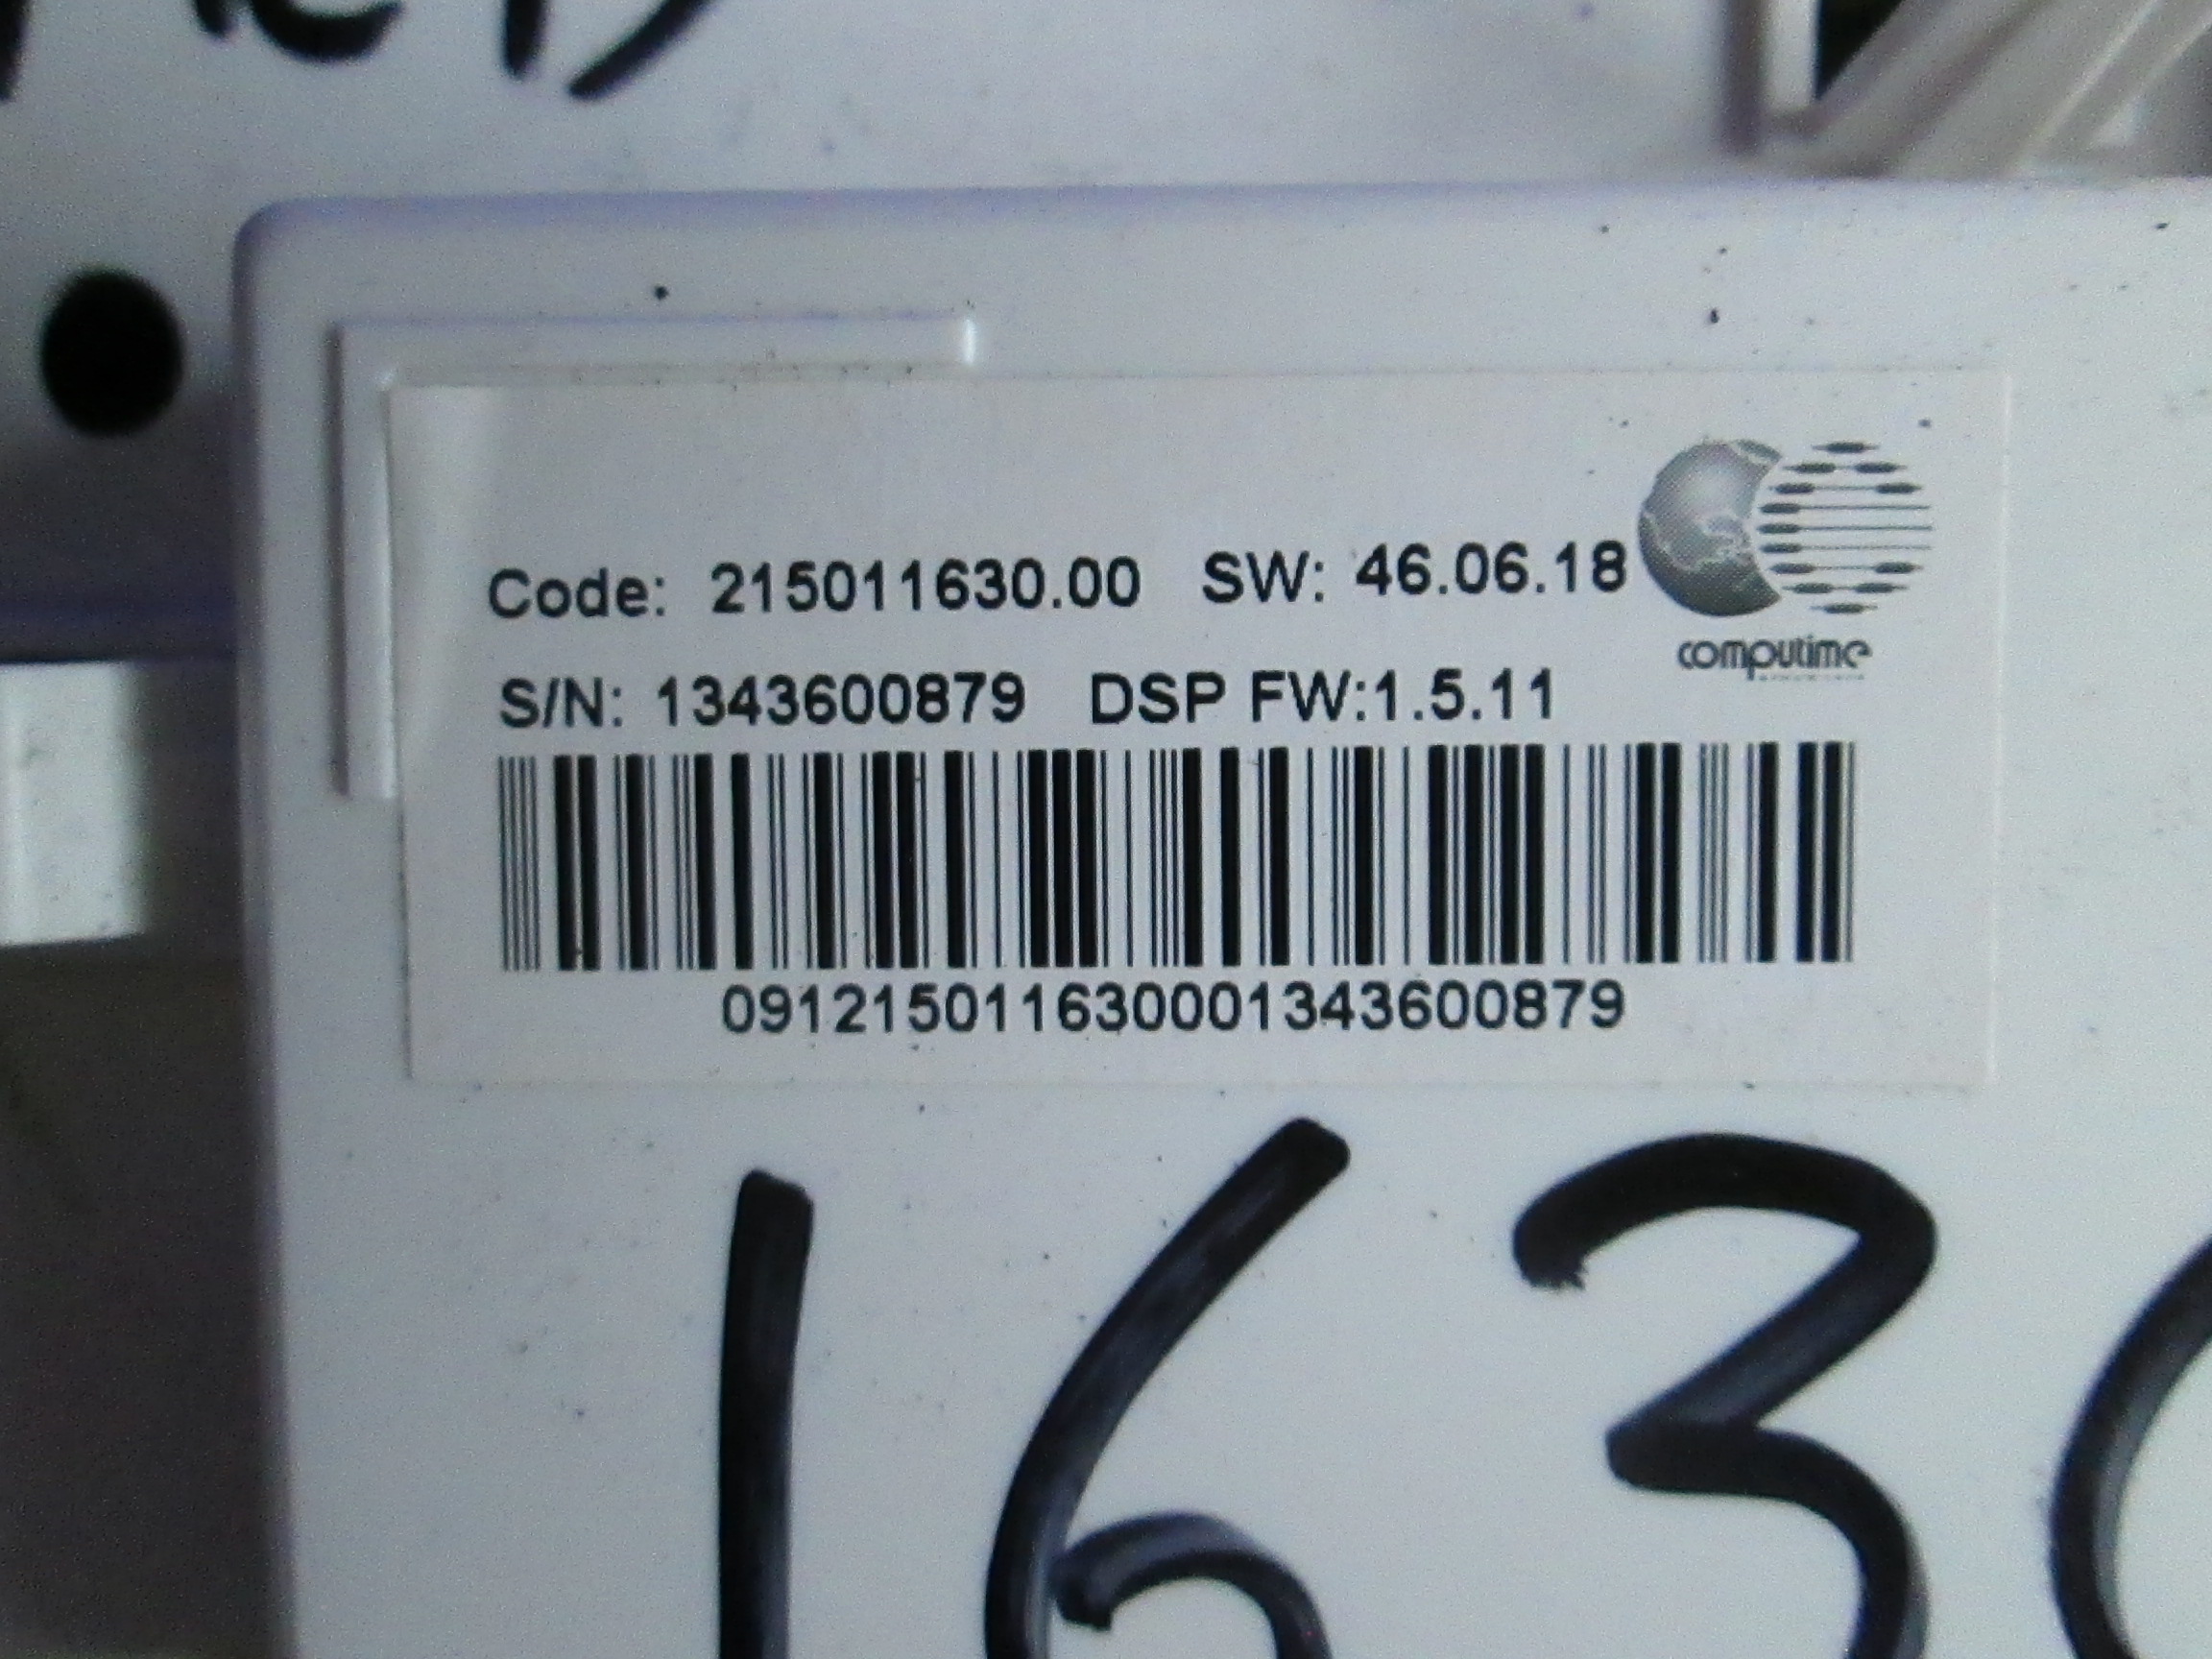 Code: 215011630.00 SW: 46.06.18
computime
S/N: 1343600879 DSP FW:1.5.11
0912150116300001343600879
163